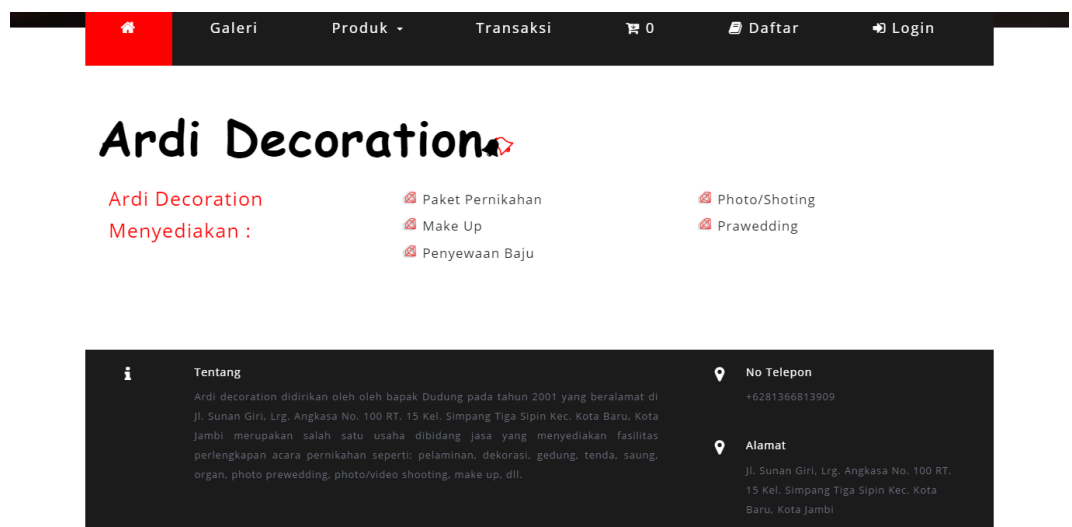 Galeri Produk Transaksi 0 Daftar Login
Ardi Decoration
Ardi Decoration
Menyediakan :
Paket Pernikahan
Make Up
Penyewaan Baju
Photo/Shoting
Prawedding
Tentang
Ardi decoration didirikan oleh oleh bapak Dudung pada tahun 2001 yang beralamat di
Jl. Sunan Giri, Lrg. Angkasa No. 100 RT. 15 Kel. Simpang Tiga Sipin Kec. Kota Baru, Kota
Jambi merupakan salah satu usaha dibidang jasa yang menyediakan fasilitas
perlengkapan acara pernikahan seperti: pelaminan, dekorasi, gedung, tenda, saung,
organ, photo prewedding, photo/video shooting, make up, dll.
No Telepon
+6281366813909
Alamat
Jl. Sunan Giri, Lrg. Angkasa No. 100 RT.
15 Kel. Simpang Tiga Sipin Kec. Kota
Baru, Kota Jambi